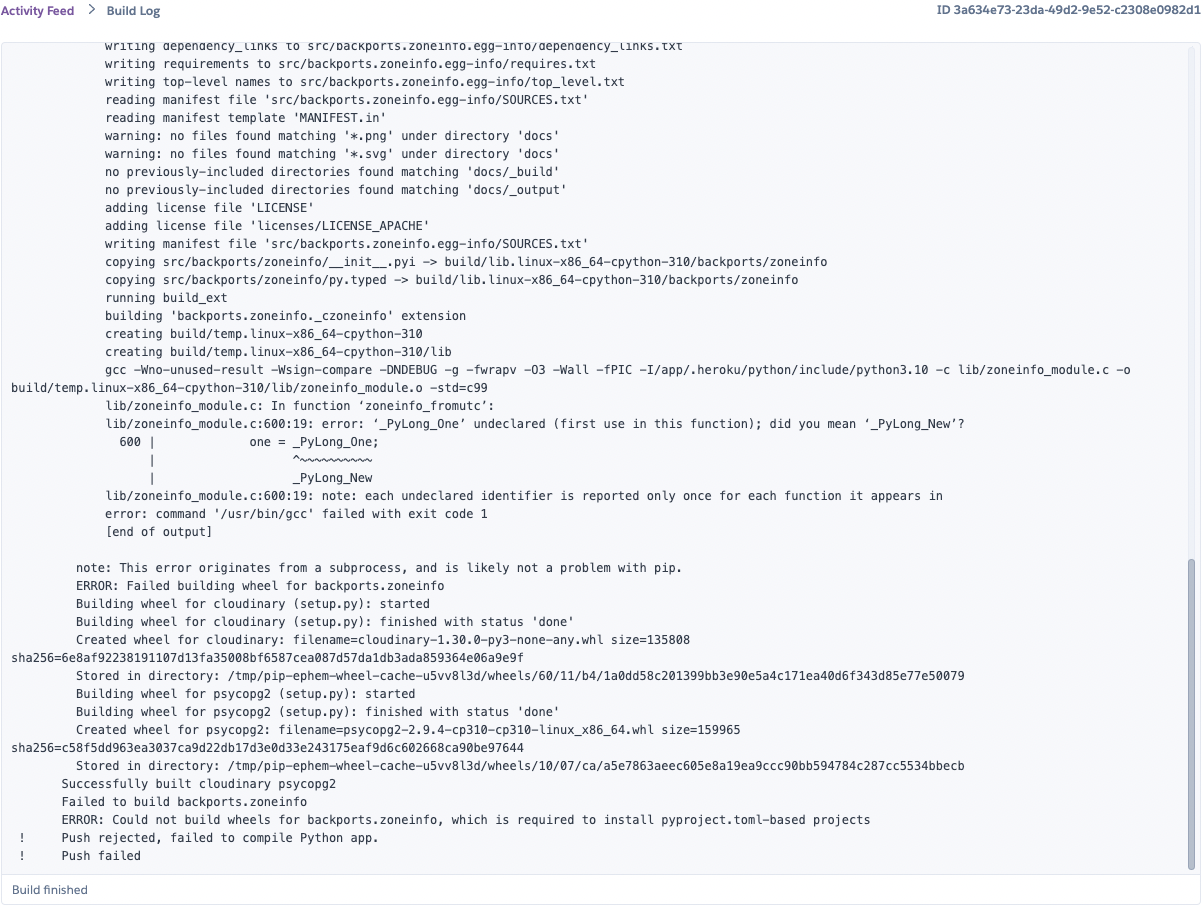 Activity Feed > Build Log
ID 3a634e73-23da-49d2-9e52-c2308e0982d1
writing dependency_links to src/backports.zoneinfo.egg-info/dependency_links.txt
writing requirements to src/backports.zoneinfo.egg-info/requires.txt
writing top-level names to src/backports.zoneinfo.egg-info/top_level.txt
reading manifest file 'src/backports.zoneinfo.egg-info/SOURCES.txt'
reading manifest template 'MANIFEST.in'
warning: no files found matching '*.png' under directory 'docs'
warning: no files found matching '*.svg' under directory 'docs'
no previously-included directories found matching 'docs/_build'
no previously-included directories found matching 'docs/_output'
adding license file 'LICENSE'
adding license file 'licenses/LICENSE_APACHE'
writing manifest file 'src/backports.zoneinfo.egg-info/SOURCES.txt'
copying src/backports/zoneinfo/__init__.pyi -> build/lib.linux-x86_64-cpython-310/backports/zoneinfo
copying src/backports/zoneinfo/py.typed -> build/lib.linux-x86_64-cpython-310/backports/zoneinfo
running build_ext
building 'backports.zoneinfo._czoneinfo' extension
creating build/temp.linux-x86_64-cpython-310
creating build/temp.linux-x86_64-cpython-310/lib
gcc -Wno-unused-result -Wsign-compare -DNDEBUG -g -fwrapv -O3 -Wall -fPIC -I/app/.heroku/python/include/python3.10 -c lib/zoneinfo_module.c -o
build/temp.linux-x86_64-cpython-310/lib/zoneinfo_module.o -std=c99
lib/zoneinfo_module.c: In function ‘zoneinfo_fromutc’:
lib/zoneinfo_module.c:600:19: error: ‘_PyLong_One’ undeclared (first use in this function); did you mean ‘_PyLong_New’?
600 |             one = _PyLong_One;
|                   ^~~~~~~~~~~
|                   _PyLong_New
lib/zoneinfo_module.c:600:19: note: each undeclared identifier is reported only once for each function it appears in
error: command '/usr/bin/gcc' failed with exit code 1
[end of output]
note: This error originates from a subprocess, and is likely not a problem with pip.
ERROR: Failed building wheel for backports.zoneinfo
Building wheel for cloudinary (setup.py): started
Building wheel for cloudinary (setup.py): finished with status 'done'
Created wheel for cloudinary: filename=cloudinary-1.30.0-py3-none-any.whl size=135808
sha256=6e8af92238191107d13fa35008bf6587cea087d57da1db3ada859364e06a9e9f
Stored in directory: /tmp/pip-ephem-wheel-cache-u5vv8l3d/wheels/60/11/b4/1a0dd58c201399bb3e90e5a4c171ea40d6f343d85e77e50079
Building wheel for psycopg2 (setup.py): started
Building wheel for psycopg2 (setup.py): finished with status 'done'
Created wheel for psycopg2: filename=psycopg2-2.9.4-cp310-cp310-linux_x86_64.whl size=159965
sha256=c58f5dd963ea3037ca9d22db17d3e0d33e243175eaf9d6c602668ca90be97644
Stored in directory: /tmp/pip-ephem-wheel-cache-u5vv8l3d/wheels/10/07/ca/a5e7863aeec605e8a19ea9ccc90bb594784c287cc5534bbecb
Successfully built cloudinary psycopg2
Failed to build backports.zoneinfo
ERROR: Could not build wheels for backports.zoneinfo, which is required to install pyproject.toml-based projects
!     Push rejected, failed to compile Python app.
!     Push failed
Build finished